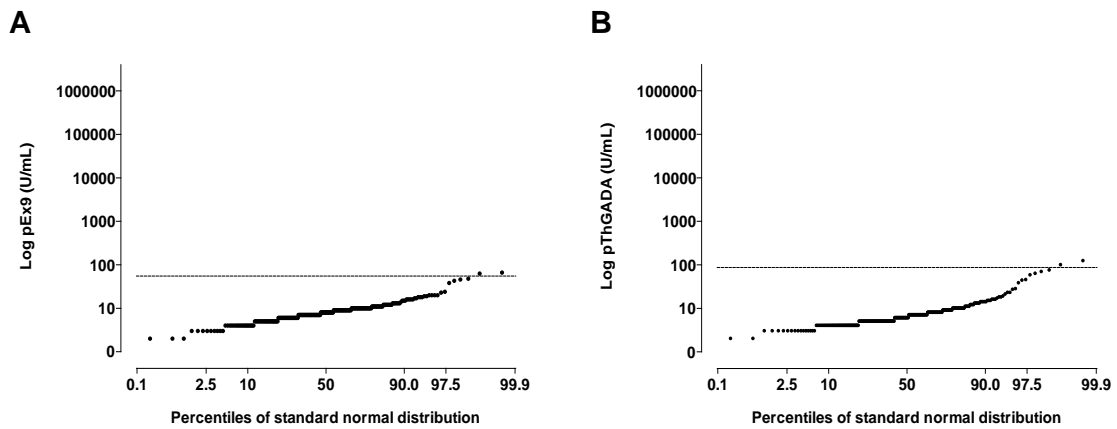 A
Log pEx9 (U/mL)
1000000
100000
10000
1000
100
10
0
0.1 2.5 10 50 90.0 97.5 99.9
Percentiles of standard normal distribution
B
Log pThGADA (U/mL)
1000000
100000
10000
1000
100
10
0
0.1 2.5 10 50 90.0 97.5 99.9
Percentiles of standard normal distribution